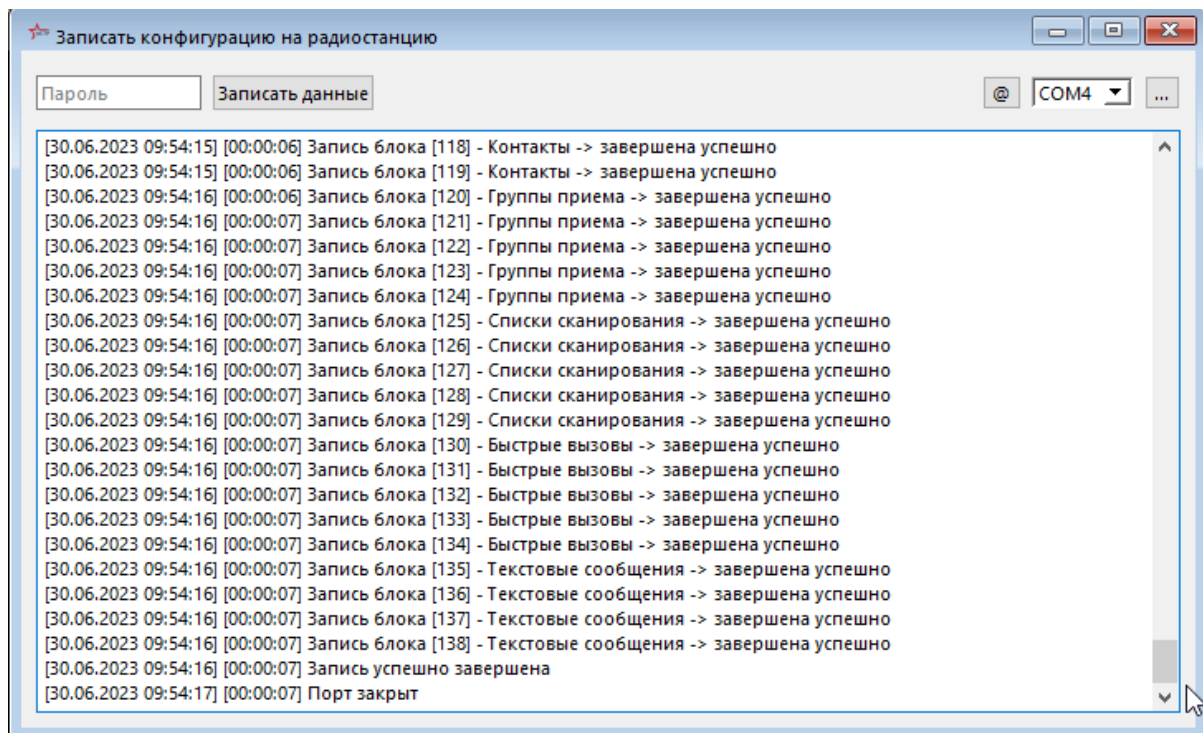 Записать конфигурацию на радиостанцию
Пароль Записать данные @ COM4 ...
[30.06.2023 09:54:15] [00:00:06] Запись блока [118] - Контакты -> завершена успешно
[30.06.2023 09:54:15] [00:00:06] Запись блока [119] - Контакты -> завершена успешно
[30.06.2023 09:54:16] [00:00:06] Запись блока [120] - Группы приема -> завершена успешно
[30.06.2023 09:54:16] [00:00:07] Запись блока [121] - Группы приема -> завершена успешно
[30.06.2023 09:54:16] [00:00:07] Запись блока [122] - Группы приема -> завершена успешно
[30.06.2023 09:54:16] [00:00:07] Запись блока [123] - Группы приема -> завершена успешно
[30.06.2023 09:54:16] [00:00:07] Запись блока [124] - Группы приема -> завершена успешно
[30.06.2023 09:54:16] [00:00:07] Запись блока [125] - Списки сканирования -> завершена успешно
[30.06.2023 09:54:16] [00:00:07] Запись блока [126] - Списки сканирования -> завершена успешно
[30.06.2023 09:54:16] [00:00:07] Запись блока [127] - Списки сканирования -> завершена успешно
[30.06.2023 09:54:16] [00:00:07] Запись блока [128] - Списки сканирования -> завершена успешно
[30.06.2023 09:54:16] [00:00:07] Запись блока [129] - Списки сканирования -> завершена успешно
[30.06.2023 09:54:16] [00:00:07] Запись блока [130] - Быстрые вызовы -> завершена успешно
[30.06.2023 09:54:16] [00:00:07] Запись блока [131] - Быстрые вызовы -> завершена успешно
[30.06.2023 09:54:16] [00:00:07] Запись блока [132] - Быстрые вызовы -> завершена успешно
[30.06.2023 09:54:16] [00:00:07] Запись блока [133] - Быстрые вызовы -> завершена успешно
[30.06.2023 09:54:16] [00:00:07] Запись блока [134] - Быстрые вызовы -> завершена успешно
[30.06.2023 09:54:16] [00:00:07] Запись блока [135] - Текстовые сообщения -> завершена успешно
[30.06.2023 09:54:16] [00:00:07] Запись блока [136] - Текстовые сообщения -> завершена успешно
[30.06.2023 09:54:16] [00:00:07] Запись блока [137] - Текстовые сообщения -> завершена успешно
[30.06.2023 09:54:16] [00:00:07] Запись блока [138] - Текстовые сообщения -> завершена успешно
[30.06.2023 09:54:16] [00:00:07] Запись успешно завершена
[30.06.2023 09:54:17] [00:00:07] Порт закрыт